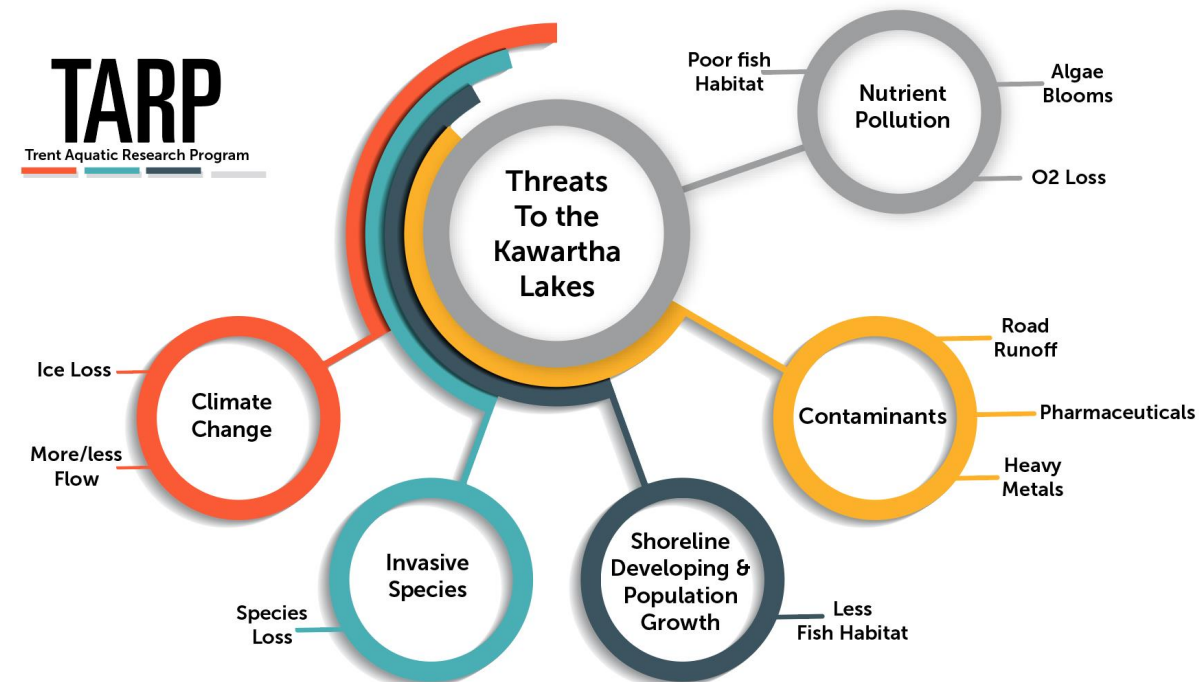 TARP
Trent Aquatic Research Program
Threats
To the
Kawartha
Lakes
Poor fish
Habitat
Nutrient
Pollution
Algae
Blooms
O2 Loss
Road
Runoff
Contaminants
Pharmaceuticals
Heavy
Metals
Shoreline
Developing &
Population
Growth
Less
Fish Habitat
Invasive
Species
Species
Loss
Climate
Change
Ice Loss
More/less
Flow